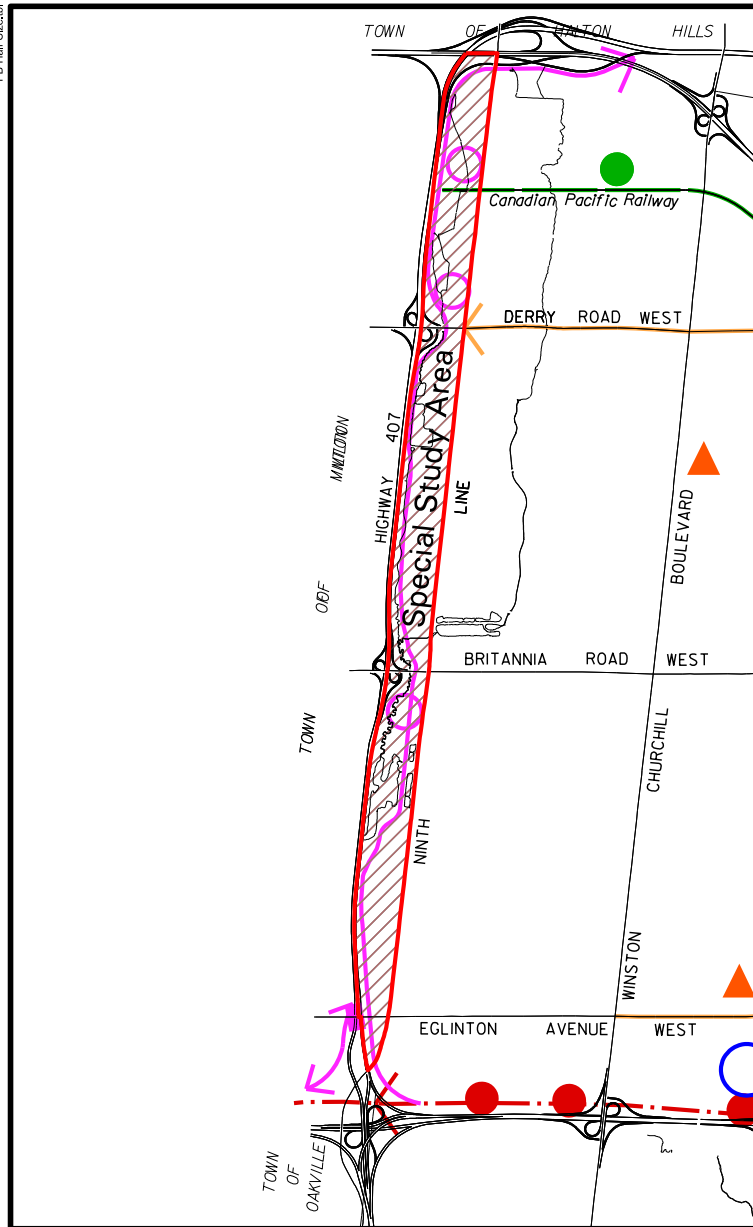 TOWN OF HALTON HILLS
Canadian Pacific Railway
DERRY ROAD WEST
HIGHWAY 407
Special Study Area
NINTH LINE
BRITANNIA ROAD WEST
WINSTON CHURCHILL BOULEVARD
TOWN
EGLINTON AVENUE WEST
TOWN
OF
OAKVILLE